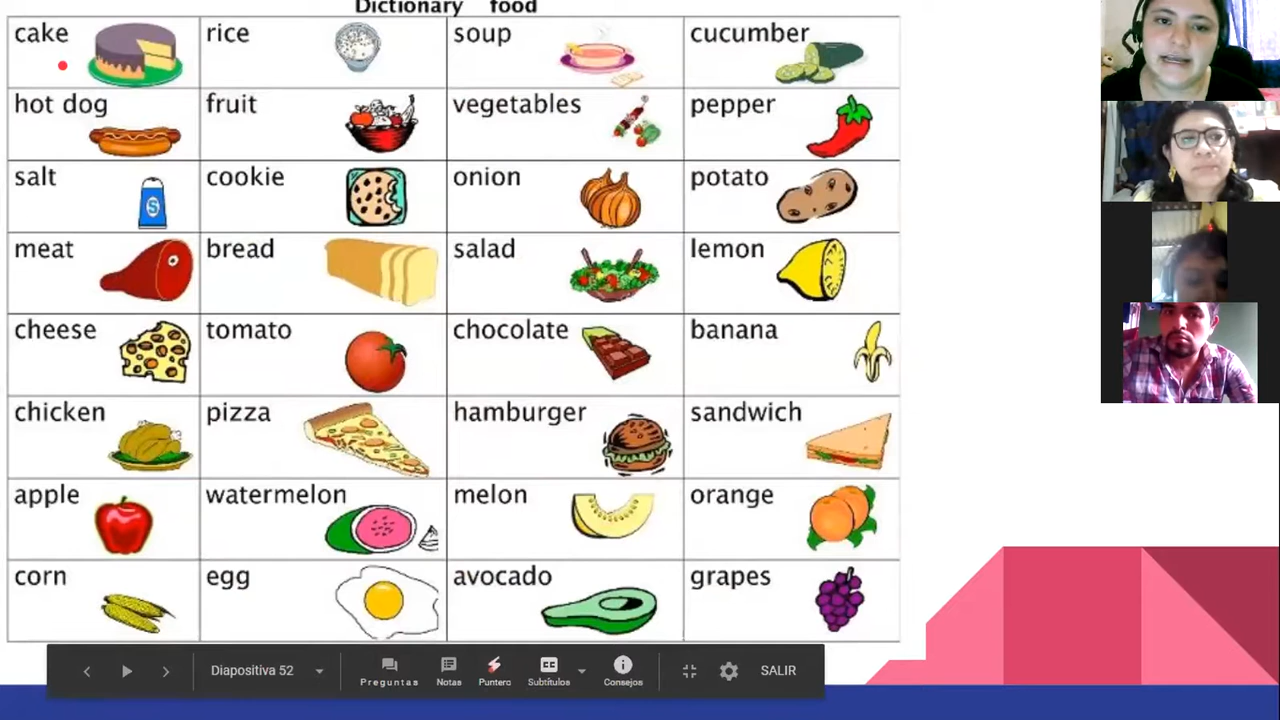 Dictionary food
cake rice soup cucumber
hot dog fruit vegetables pepper
salt cookie onion potato
S
meat bread salad lemon
cheese tomato chocolate banana
chicken pizza hamburger sandwich
apple watermelon melon orange
corn egg avocado grapes
Diapositiva 52 Preguntas Notas Puntero CC Subtítulos Consejos SALIR